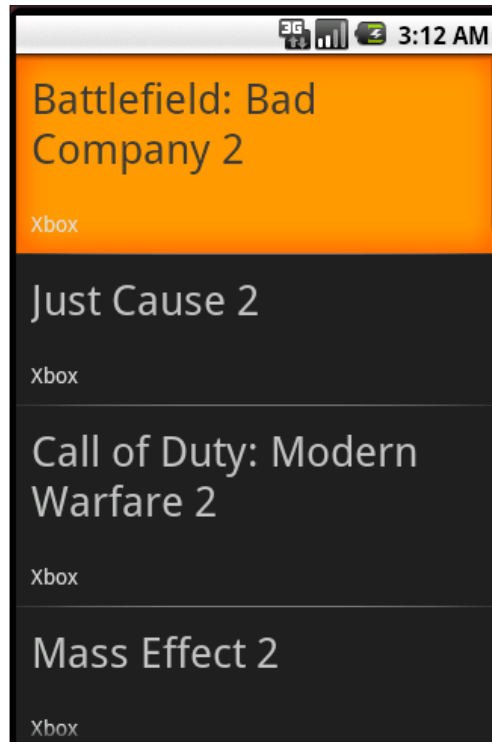 3G 3:12 AM
Battlefield: Bad
Company 2
Xbox
Just Cause 2
Xbox
Call of Duty: Modern
Warfare 2
Xbox
Mass Effect 2
Xbox